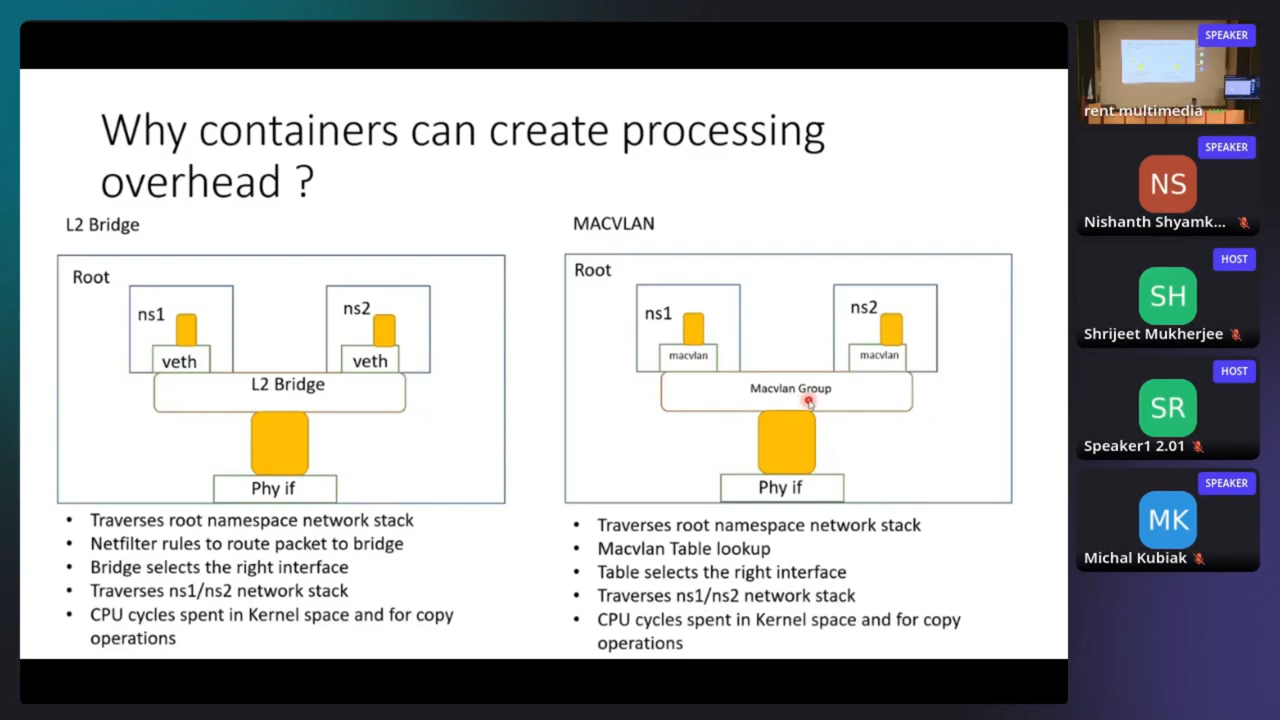 Why containers can create processing
overhead ?
L2 Bridge
Root
ns1
ns2
veth
veth
L2 Bridge
Phy if
• Traverses root namespace network stack
• Netfilter rules to route packet to bridge
• Bridge selects the right interface
• Traverses ns1/ns2 network stack
• CPU cycles spent in Kernel space and for copy
operations
MACVLAN
Root
ns1
ns2
macvlan
macvlan
Macvlan Group
Phy if
• Traverses root namespace network stack
• Macvlan Table lookup
• Table selects the right interface
• Traverses ns1/ns2 network stack
• CPU cycles spent in Kernel space and for copy
operations
SPEAKER
rent multimedia
SPEAKER
NS
Nishanth Shyamk...
HOST
SH
Shrijeet Mukherjee
HOST
SR
Speaker1 2.01
SPEAKER
MK
Michal Kubiak